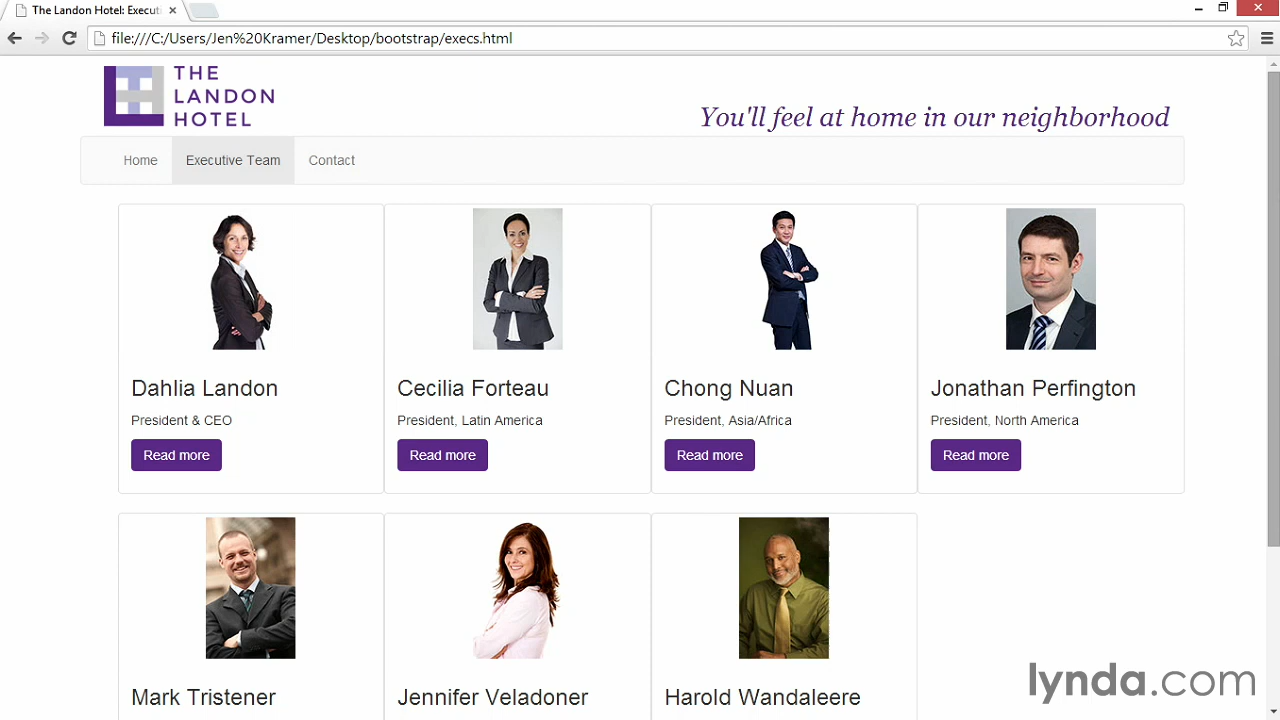 The Landon Hotel: Executi
file:///C:/Users/Jen%20Kramer/Desktop/bootstrap/execs.html
THE
LANDON
HOTEL
You'll feel at home in our neighborhood
Home Executive Team Contact
Dahlia Landon Cecilia Forteau Chong Nuan Jonathan Perfington
President & CEO President, Latin America President, Asia/Africa President, North America
Read more Read more Read more Read more
Mark Tristener Jennifer Veladoner Harold Wandaleere
lynda.com